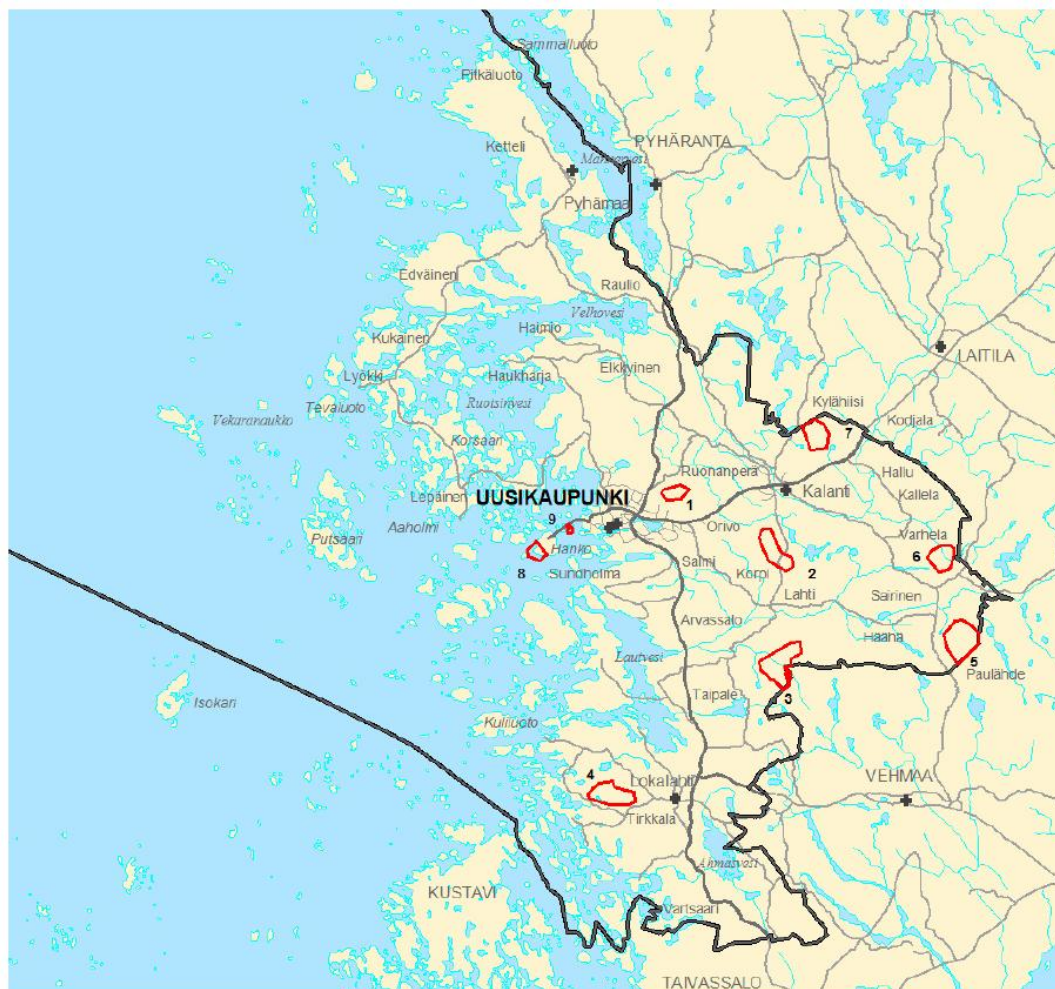 Sammalluoto
Pitkäluoto
PYHÄRANTA
Ketteli
Pyhämaa
Edväinen
Raulio
Velhovesi
Haimio
Kukainen
Elkkyinen
LAITILA
Lyökki
Haukharja
Kylähiisi
Tevaluoto
Ruotsinvesi
Vekaranaukko
Kodjala
7
Korsaari
Ruonanperä
Hallu
Kalanti
Kallela
Lepäinen
UUSIKAUPUNKI
1
Aaholmi
9
Orivo
Putsaari
Varhela
Hanko
6
Salmi
8
Sundholma
Korpi
2
Lahti
Sairinen
Arvassalo
Haana
Lautvesi
5
Paulähde
Taipale
3
Isokari
Kuliluoto
4
Lokalahti
VEHMAA
Tirkkala
Ahmasvesi
KUSTAVI
Vartsaari
TAIVASSALO